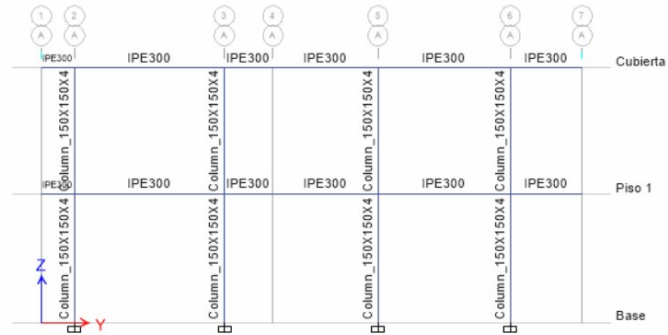 1 2 3 4 5 6 7
A A A A A A A
IPE300 IPE300 IPE300 IPE300 IPE300 IPE300
Cubierta
Column_150X150X4 Column_150X150X4 Column_150X150X4 Column_150X150X4
IPE300 IPE300 IPE300 IPE300 IPE300 IPE300
Piso 1
Column_150X150X4 Column_150X150X4 Column_150X150X4 Column_150X150X4
Z
Y
Base